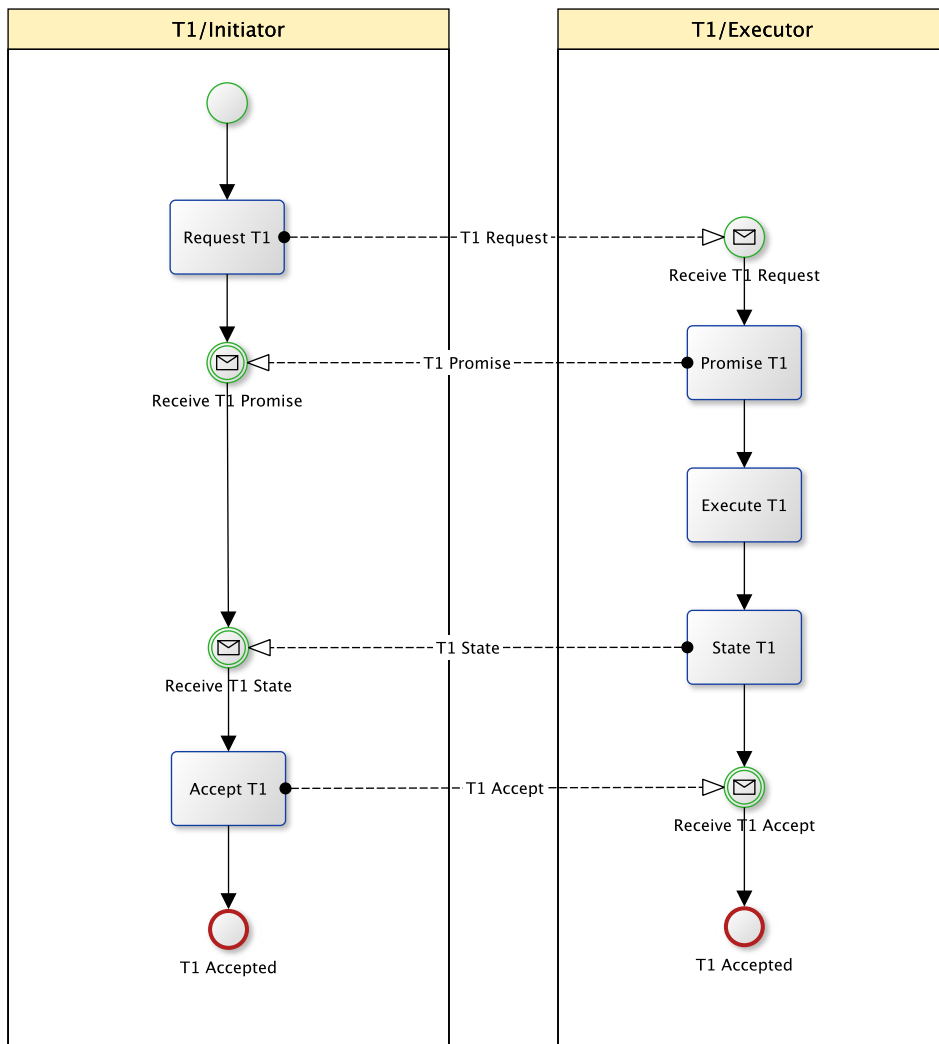 T1/Initiator
T1/Executor
Request T1
T1 Request
Receive T1 Request
T1 Promise
Promise T1
Receive T1 Promise
Execute T1
T1 State
State T1
Receive T1 State
Accept T1
T1 Accept
Receive T1 Accept
T1 Accepted
T1 Accepted